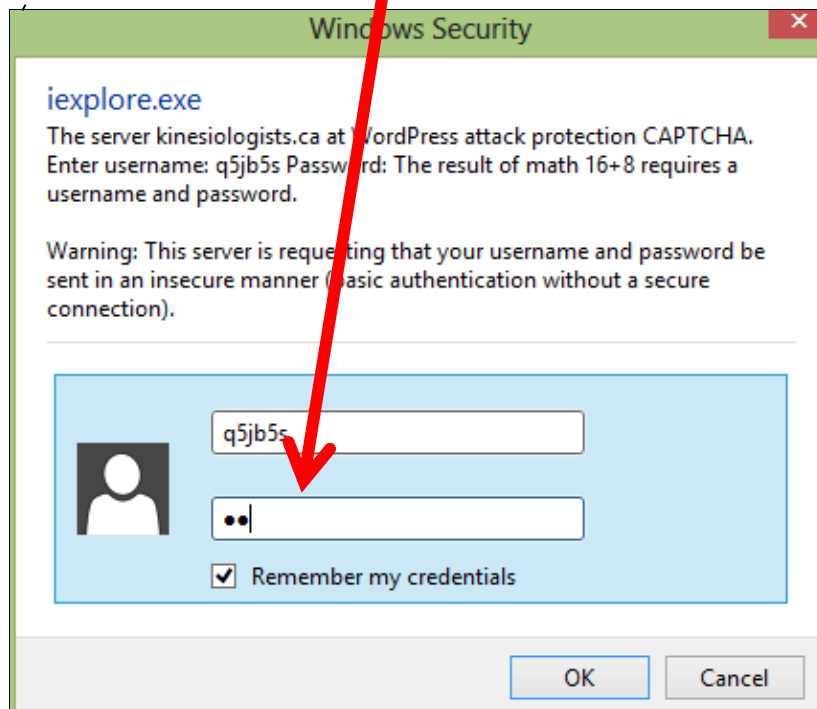 Windows Security
iexplore.exe
The server kinesiologists.ca at WordPress attack protection CAPTCHA.
Enter username: q5jb5s Password: The result of math 16+8 requires a
username and password.
Warning: This server is requesting that your username and password be
sent in an insecure manner (basic authentication without a secure
connection).
q5jb5s
••
Remember my credentials
OK
Cancel